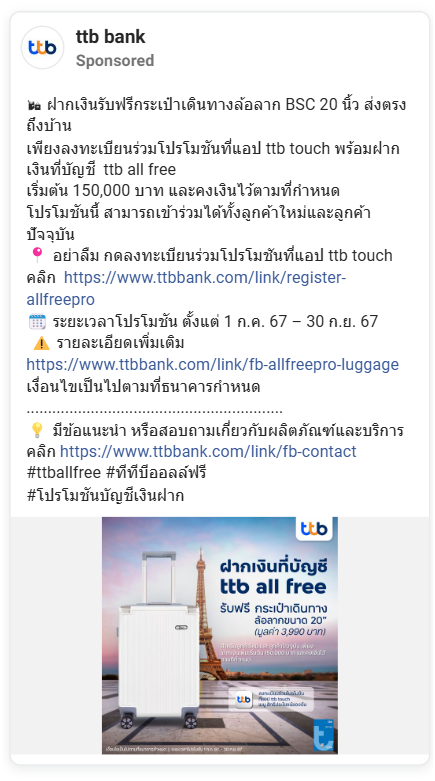 ttb bank
Sponsored
ฝากเงินรับฟรีกระเป๋าเดินทางล้อลาก BSC 20 นิ้ว ส่งตรง
ถึงบ้าน
เพียงลงทะเบียนร่วมโปรโมชันที่แอป ttb touch พร้อมฝาก
เงินที่บัญชี ttb all free
เริ่มต้น 150,000 บาท และคงเงินไว้ตามที่กำหนด
โปรโมชันนี้ สามารถเข้าร่วมได้ทั้งลูกค้าใหม่และลูกค้า
ปัจจุบัน
📍 อย่าลืม กดลงทะเบียนร่วมโปรโมชันที่แอป ttb touch
คลิก https://www.ttbbank.com/link/register-
allfreepro
🗓️ ระยะเวลาโปรโมชัน ตั้งแต่ 1 ก.ค. 67 – 30 ก.ย. 67
⚠️ รายละเอียดเพิ่มเติม
https://www.ttbbank.com/link/fb-allfreepro-luggage
เงื่อนไขเป็นไปตามที่ธนาคารกำหนด
............................................................
💡 มีข้อแนะนำ หรือสอบถามเกี่ยวกับผลิตภัณฑ์และบริการ
คลิก https://www.ttbbank.com/link/fb-contact
#ttballfree #ทีทีบีออลล์ฟรี
#โปรโมชันบัญชีเงินฝาก
ttb
ฝากเงินที่บัญชี
ttb all free
รับฟรี กระเป๋าเดินทาง
ล้อลากขนาด 20”
(มูลค่า 3,990 บาท)
ttb